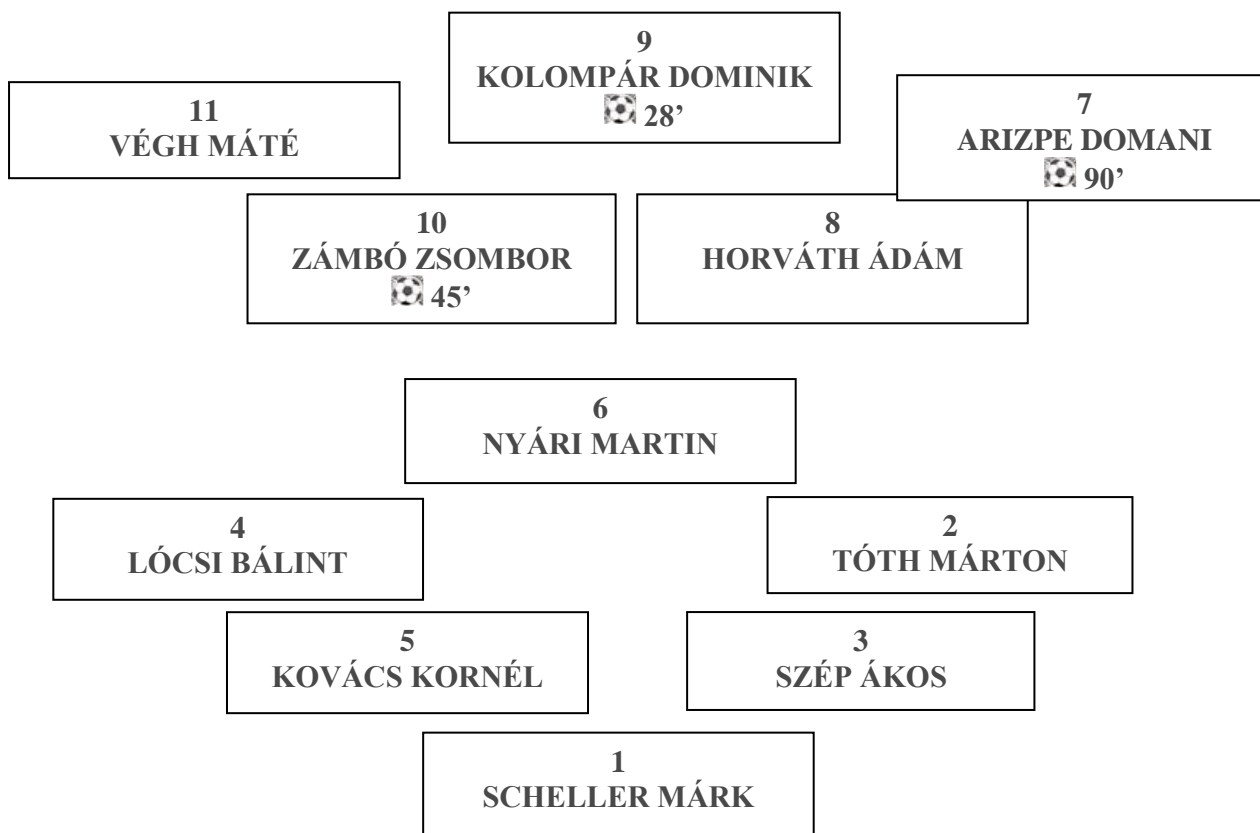 9
KOLOMPÁR DOMINIK
28’
11
VÉGH MÁTÉ
7
ARIZPE DOMANI
90’
10
ZÁMBÓ ZSOMBOR
45’
8
HORVÁTH ÁDÁM
6
NYÁRI MARTIN
4
LÓCSI BÁLINT
2
TÓTH MÁRTON
5
KOVÁCS KORNÉL
3
SZÉP ÁKOS
1
SCHELLER MÁRK